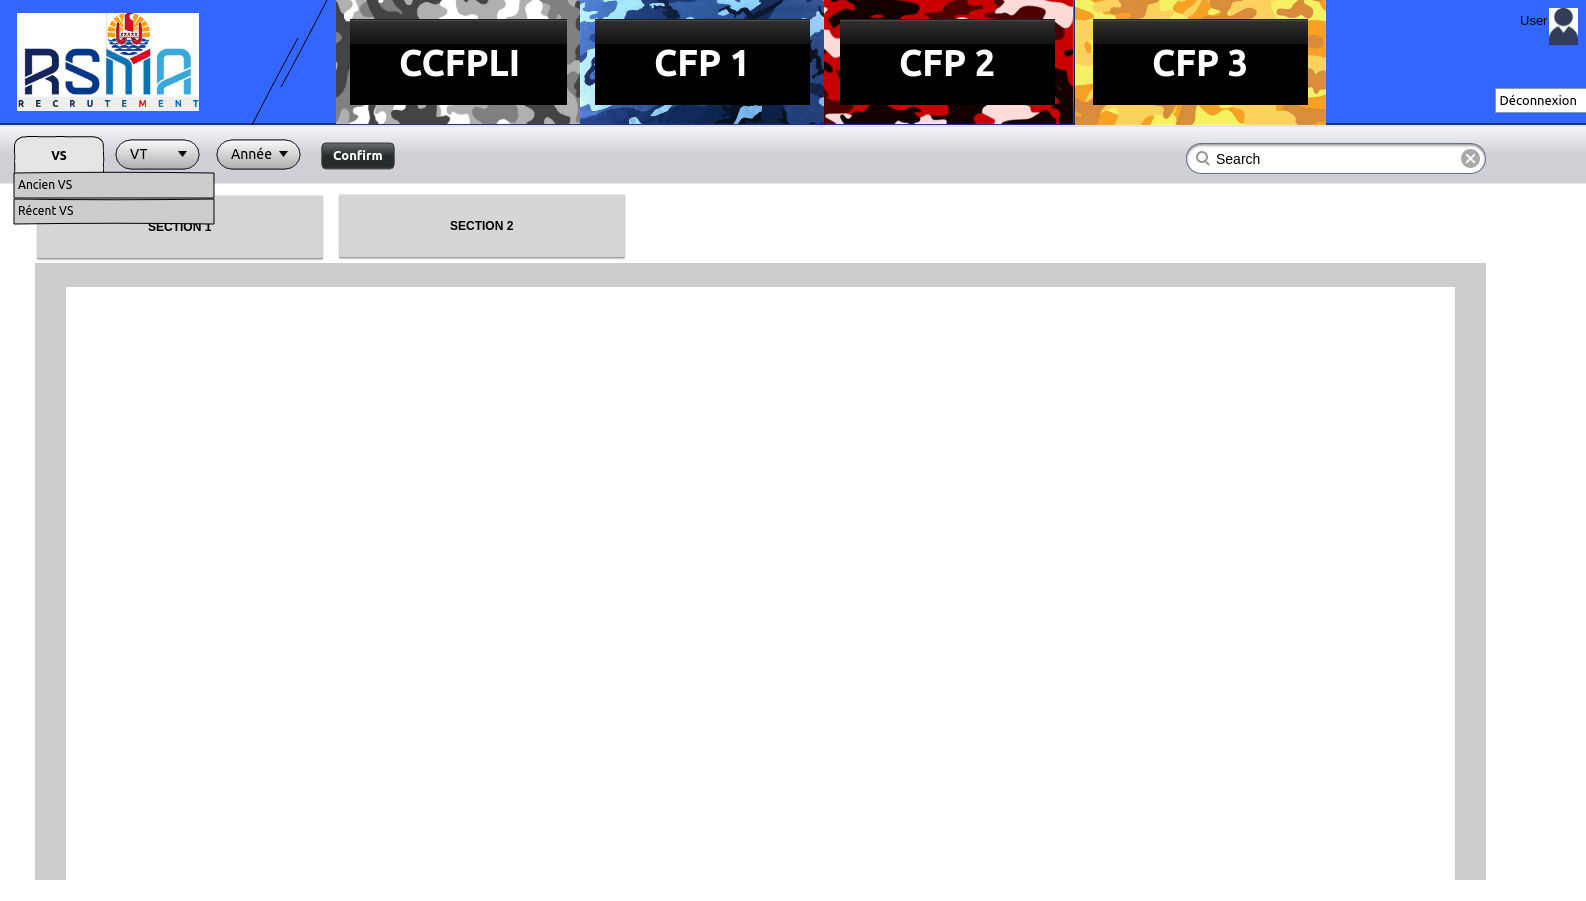 RSMA
RECRUTEMENT
CCFPLI
CFP 1
CFP 2
CFP 3
User
Déconnexion
VS
VT
Année
Confirm
Search
Ancien VS
Récent VS
SECTION 1
SECTION 2